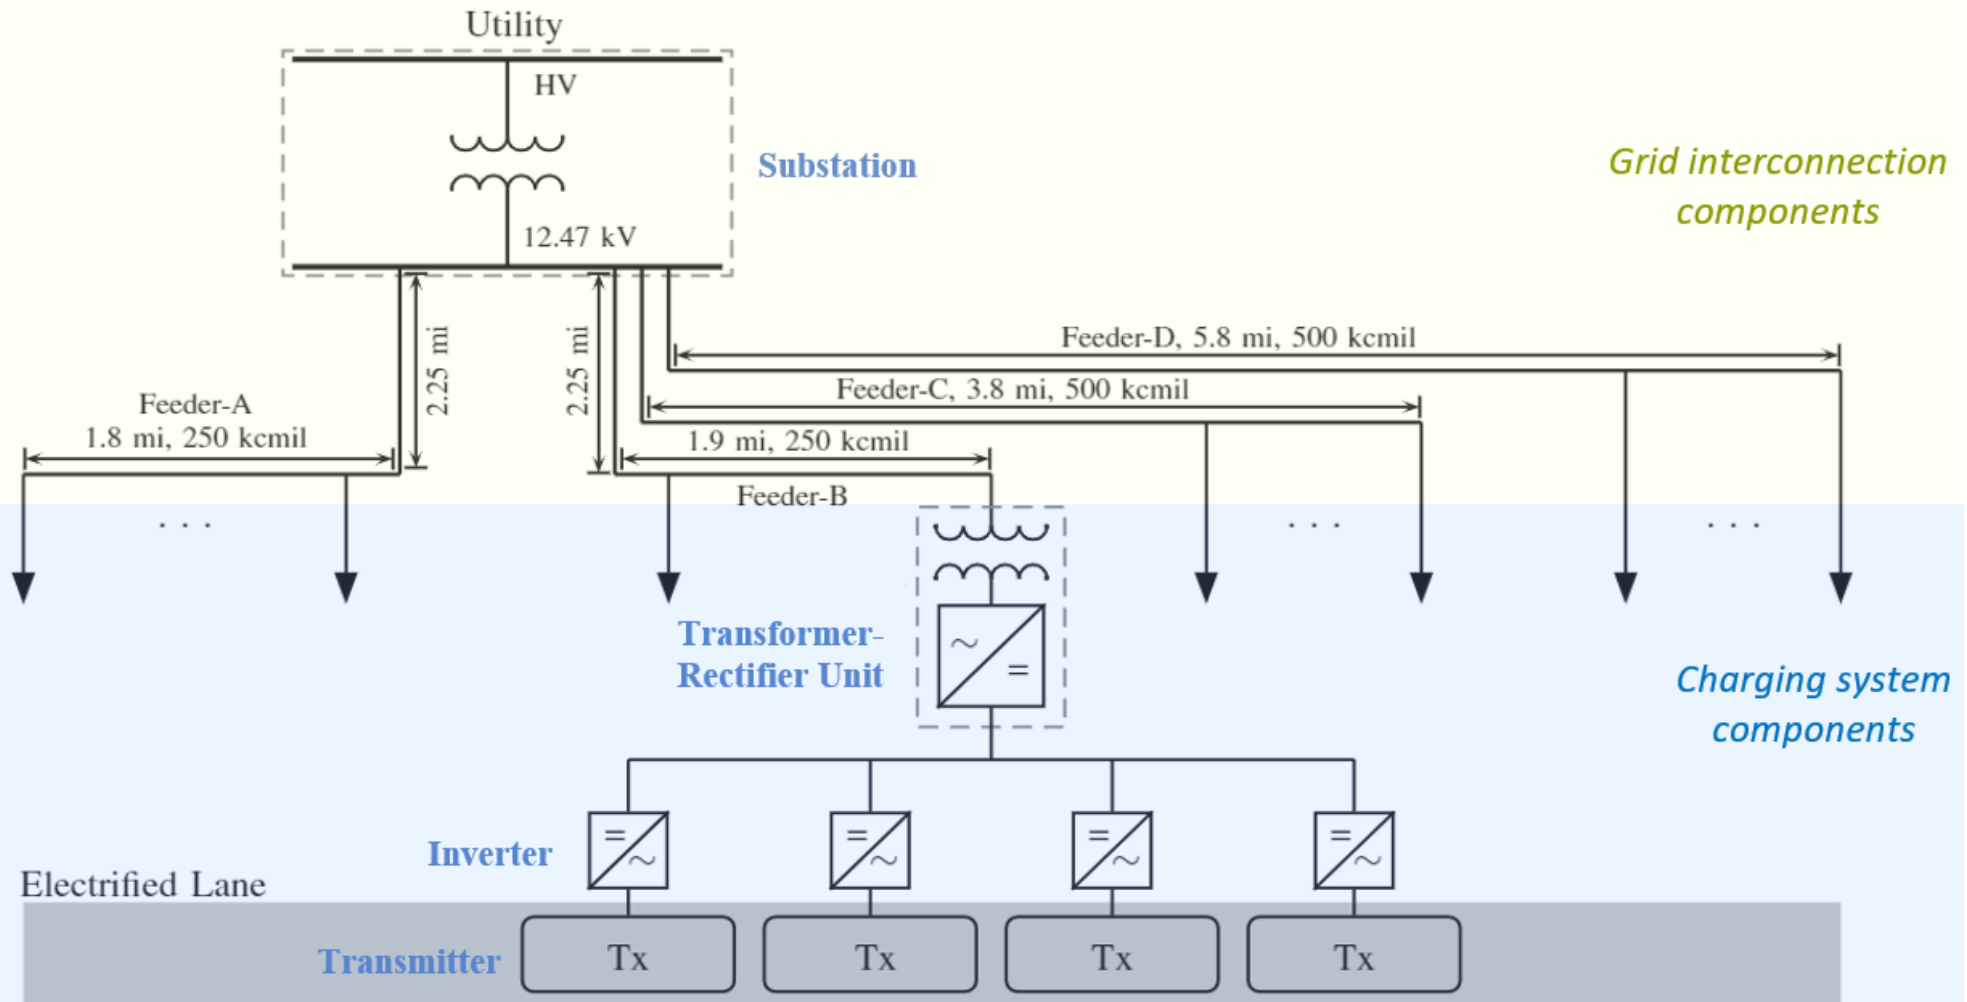 Utility
HV
Substation
12.47 kV
Grid interconnection
components
2.25 mi
2.25 mi
Feeder-D, 5.8 mi, 500 kcmil
Feeder-C, 3.8 mi, 500 kcmil
Feeder-A
1.8 mi, 250 kcmil
1.9 mi, 250 kcmil
Feeder-B
. . .
. . .
. . .
Transformer-
Rectifier Unit
~
=
Charging system
components
Inverter
=
~
=
~
=
~
=
~
Electrified Lane
Transmitter
Tx
Tx
Tx
Tx